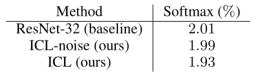 Method Softmax (%)
ResNet-32 (baseline) 2.01
ICL-noise (ours) 1.99
ICL (ours) 1.93